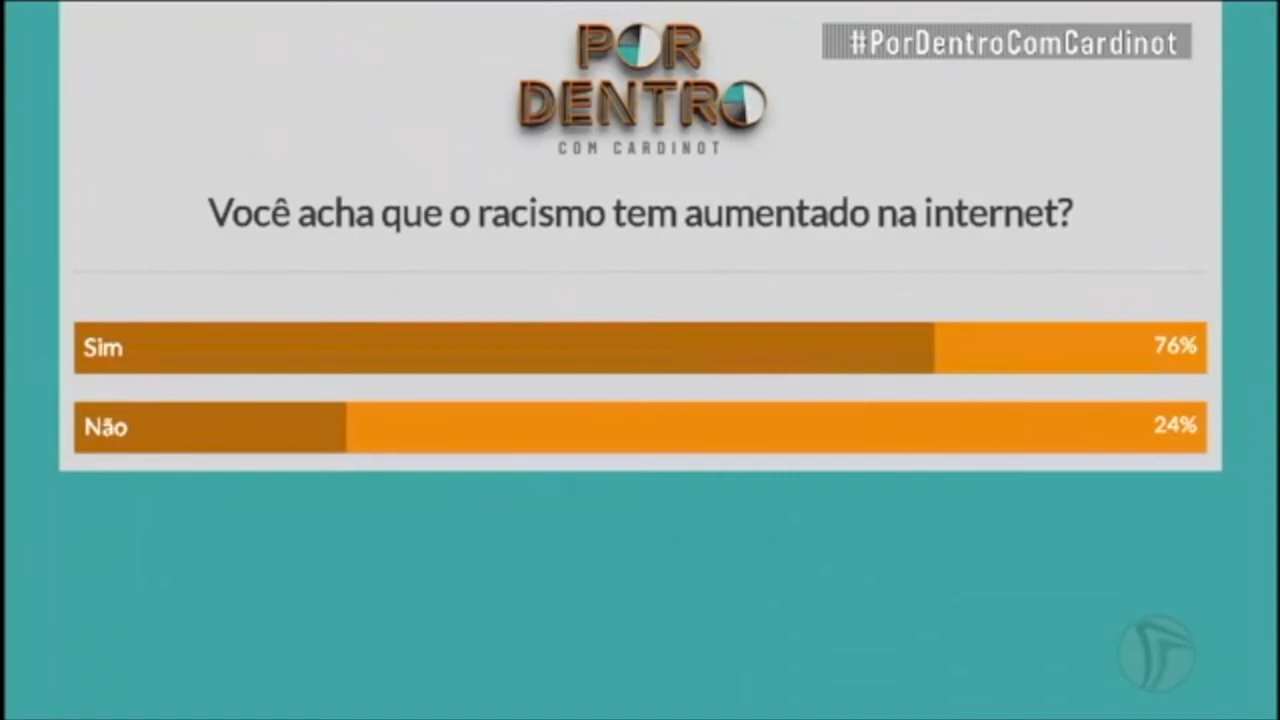 POR
DENTRO
COM CARDINOT
#PorDentroComCardinot
Você acha que o racismo tem aumentado na internet?
Sim 76%
Não 24%